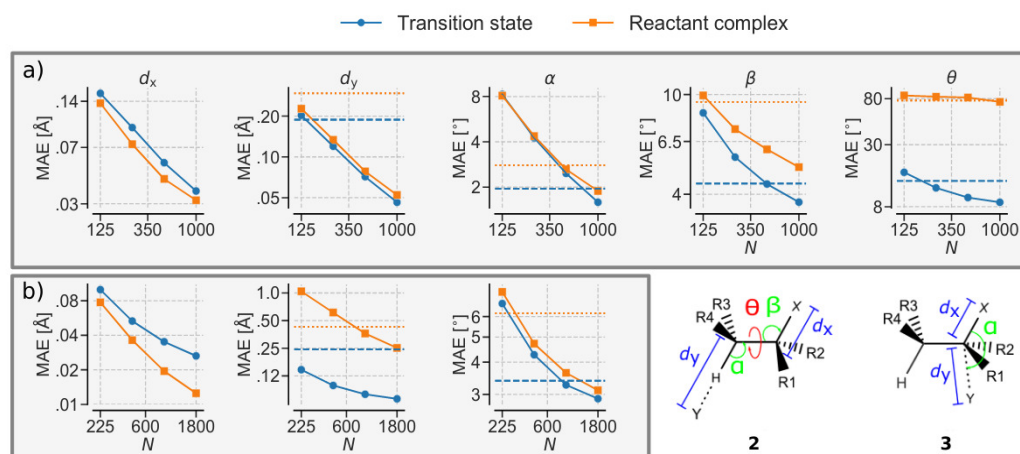 Transition state Reactant complex
a)
dx dy α β θ
MAE [Å] .14 .07 .03
125 350 1000
N
MAE [Å] .20 .10 .05
125 350 1000
N
MAE [°] 8 4 2
125 350 1000
N
MAE [°] 10 6.5 4
125 350 1000
N
MAE [°] 80 30 8
125 350 1000
N
b)
MAE [Å] .08 .04 .02 .01
225 600 1800
N
MAE [Å] 1.0 .50 .25 .12
225 600 1800
N
MAE [°] 6 5 4 3
225 600 1800
N
R3 θ β X
R4 dx
dy R2
H α R1
Y
2
R3 dx X
R4 α
R2
H dy R1
Y
3